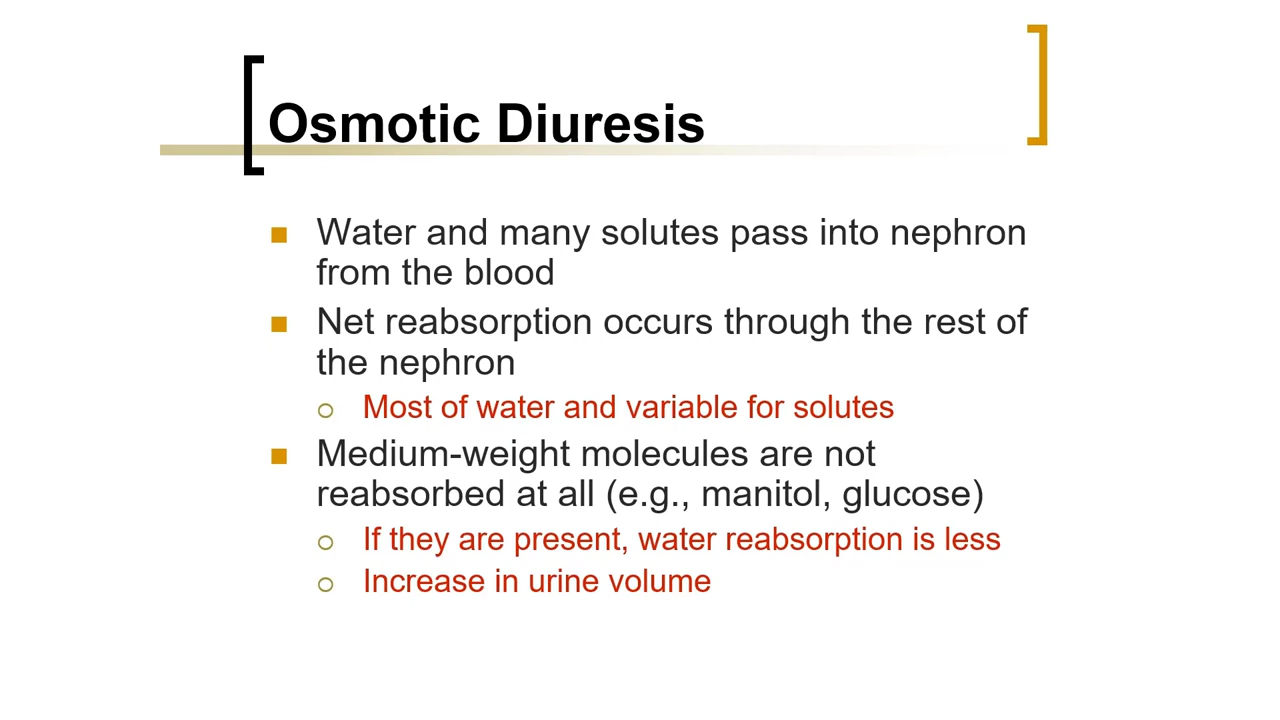 Osmotic Diuresis
Water and many solutes pass into nephron
from the blood
Net reabsorption occurs through the rest of
the nephron
Most of water and variable for solutes
Medium-weight molecules are not
reabsorbed at all (e.g., manitol, glucose)
If they are present, water reabsorption is less
Increase in urine volume